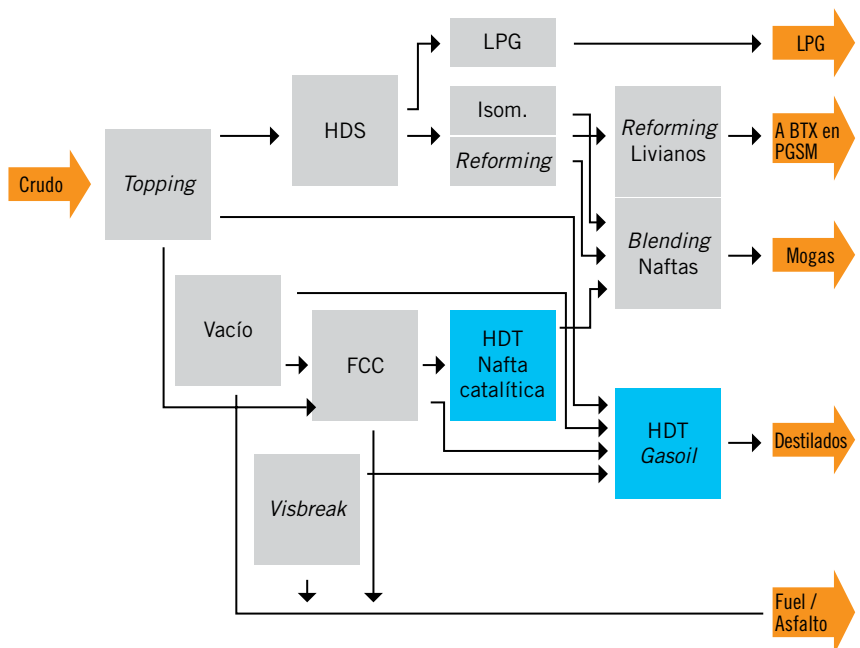 LPG
LPG
HDS
Isom.
Reforming
Reforming
Livianos
A BTX en
PGSM
Crudo
Topping
Blending
Naftas
Mogas
Vacío
FCC
HDT
Nafta
catalítica
HDT
Gasoil
Destilados
Visbreak
Fuel /
Asfalto